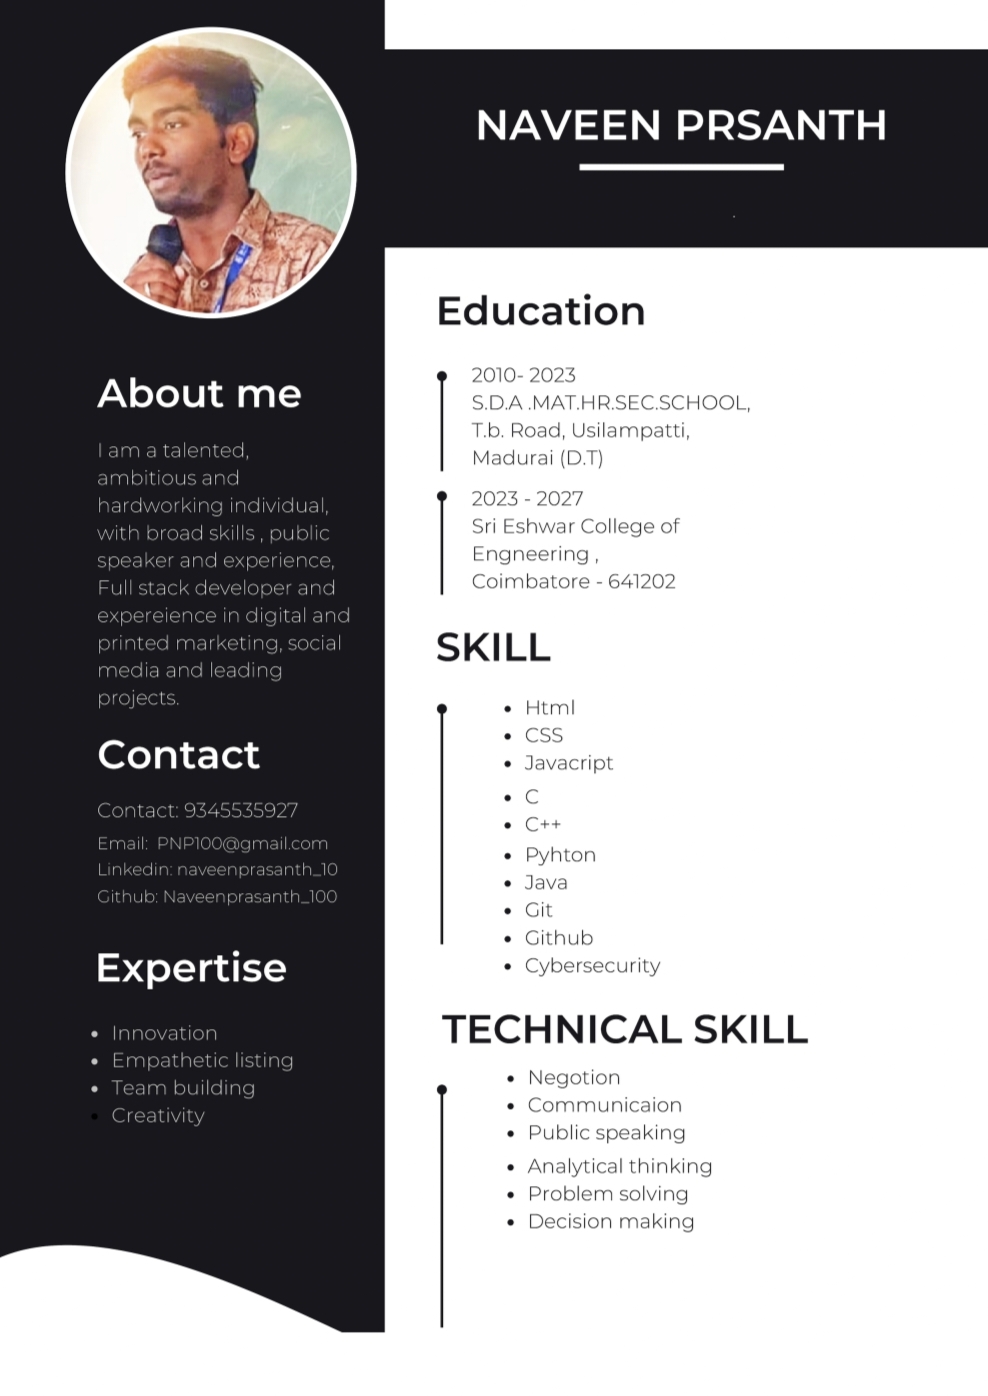 NAVEEN PRSANTH
About me
I am a talented,
ambitious and
hardworking individual,
with broad skills , public
speaker and experience,
Full stack developer and
expereience in digital and
printed marketing, social
media and leading
projects.
Contact
Contact: 9345535927
Email:  PNP100@gmail.com
Linkedin: naveenprasanth_10
Github: Naveenprasanth_100
Expertise
• Innovation
• Empathetic listing
• Team building
• Creativity
Education
2010- 2023
S.D.A .MAT.HR.SEC.SCHOOL,
T.b. Road, Usilampatti,
Madurai (D.T)
2023 - 2027
Sri Eshwar College of
Engneering ,
Coimbatore - 641202
SKILL
• Html
• CSS
• Javacript
• C
• C++
• Pyhton
• Java
• Git
• Github
• Cybersecurity
TECHNICAL SKILL
• Negotion
• Communicaion
• Public speaking
• Analytical thinking
• Problem solving
• Decision making